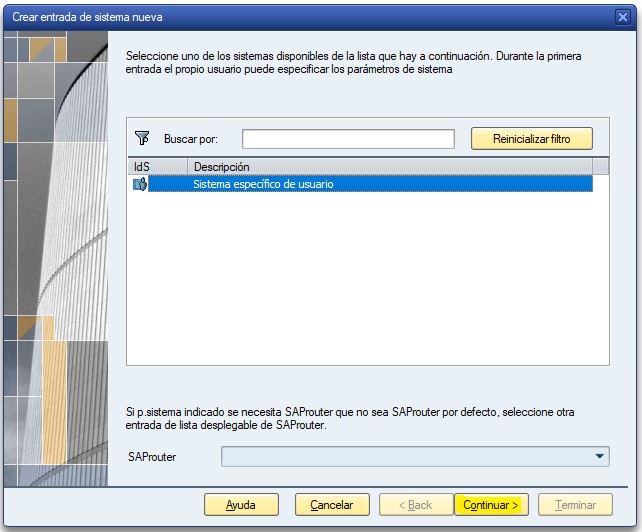 Crear entrada de sistema nueva
Seleccione uno de los sistemas disponibles de la lista que hay a continuación. Durante la primera
entrada el propio usuario puede especificar los parámetros de sistema
Buscar por:
Reinicializar filtro
IdS Descripción
Sistema específico de usuario
Si p.sistema indicado se necesita SAProuter que no sea SAProuter por defecto, seleccione otra
entrada de lista desplegable de SAProuter.
SAProuter
Ayuda Cancelar < Back Continuar > Terminar